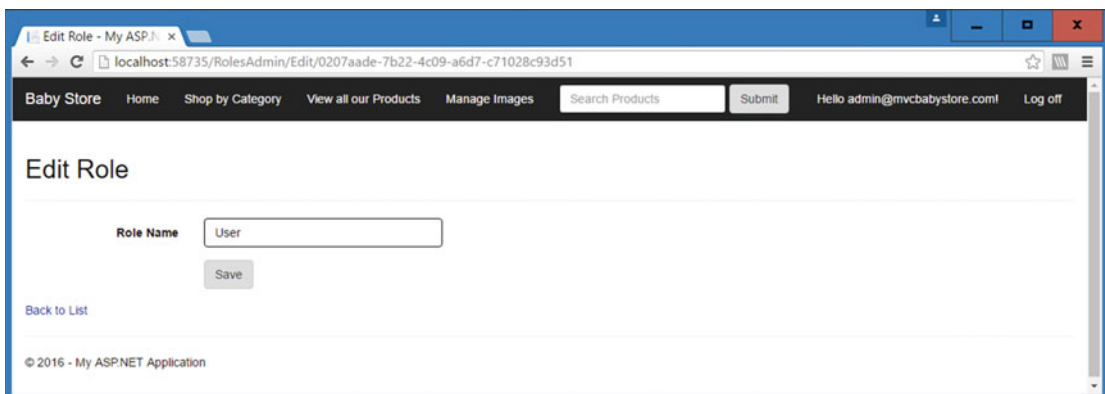 Edit Role - My ASP.N
localhost:58735/RolesAdmin/Edit/0207aade-7b22-4c09-a6d7-c71028c93d51
Baby Store Home Shop by Category View all our Products Manage Images Search Products Submit Hello admin@mvcbabystore.com! Log off
Edit Role
Role Name User
Save
Back to List
© 2016 - My ASP.NET Application